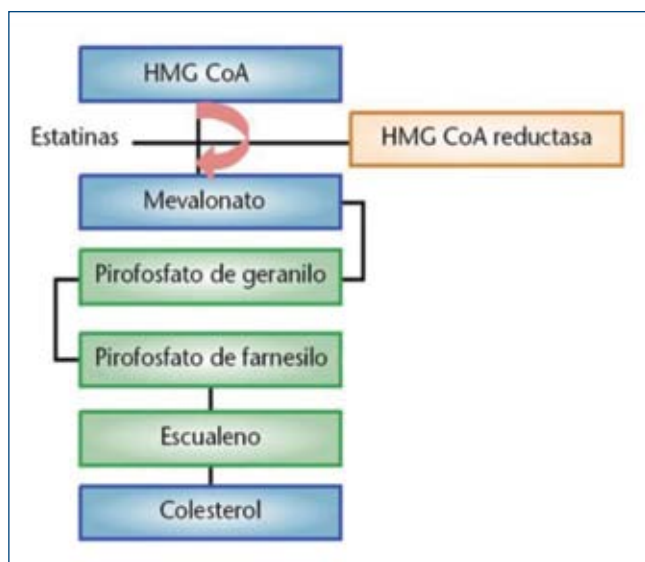 HMG CoA
Estatinas
HMG CoA reductasa
Mevalonato
Pirofosfato de geranilo
Pirofosfato de farnesilo
Escualeno
Colesterol